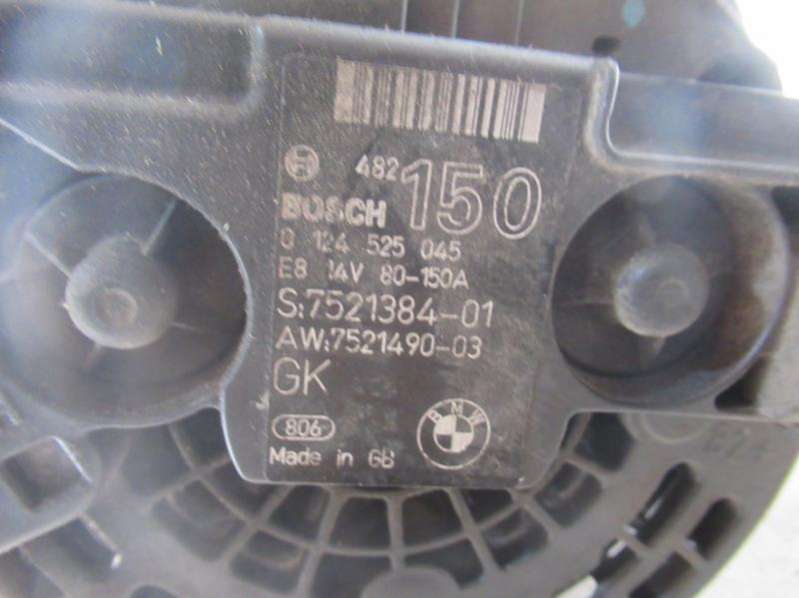 482 150
BOSCH
0 124 525 045
E8 14V 80-150A
S:7521384-01
AW:7521490-03
GK
806
BMW
Made in GB